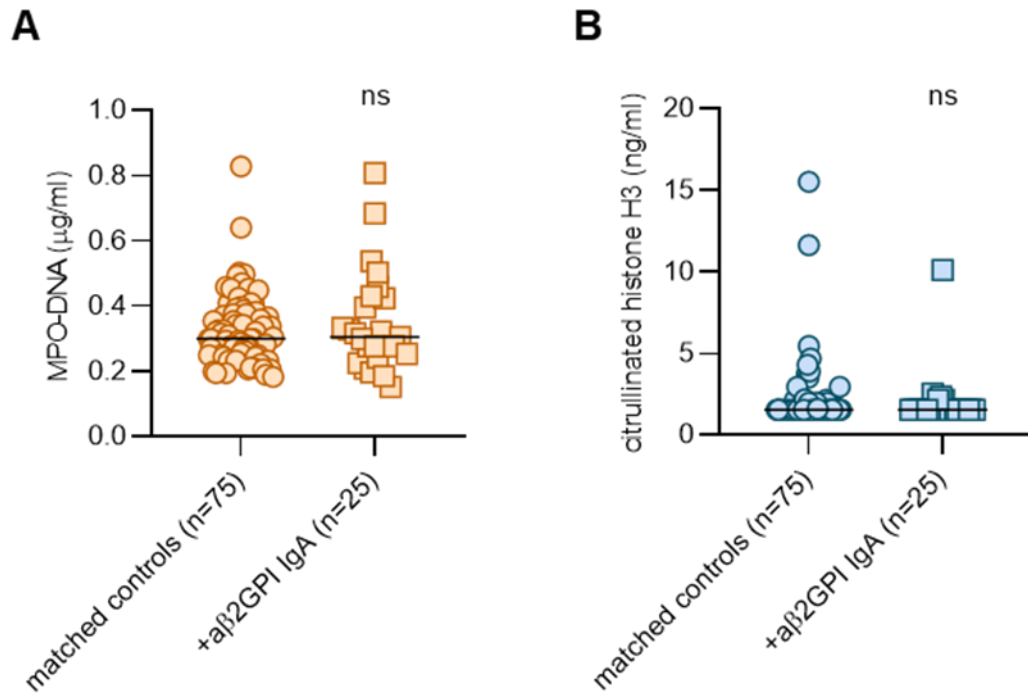 A
ns
1.0
0.8
0.6
0.4
0.2
0.0
MPO-DNA (μg/ml)
matched controls (n=75)
+aβ2GPI IgA (n=25)
B
ns
20
15
10
5
0
citrullinated histone H3 (ng/ml)
matched controls (n=75)
+aβ2GPI IgA (n=25)